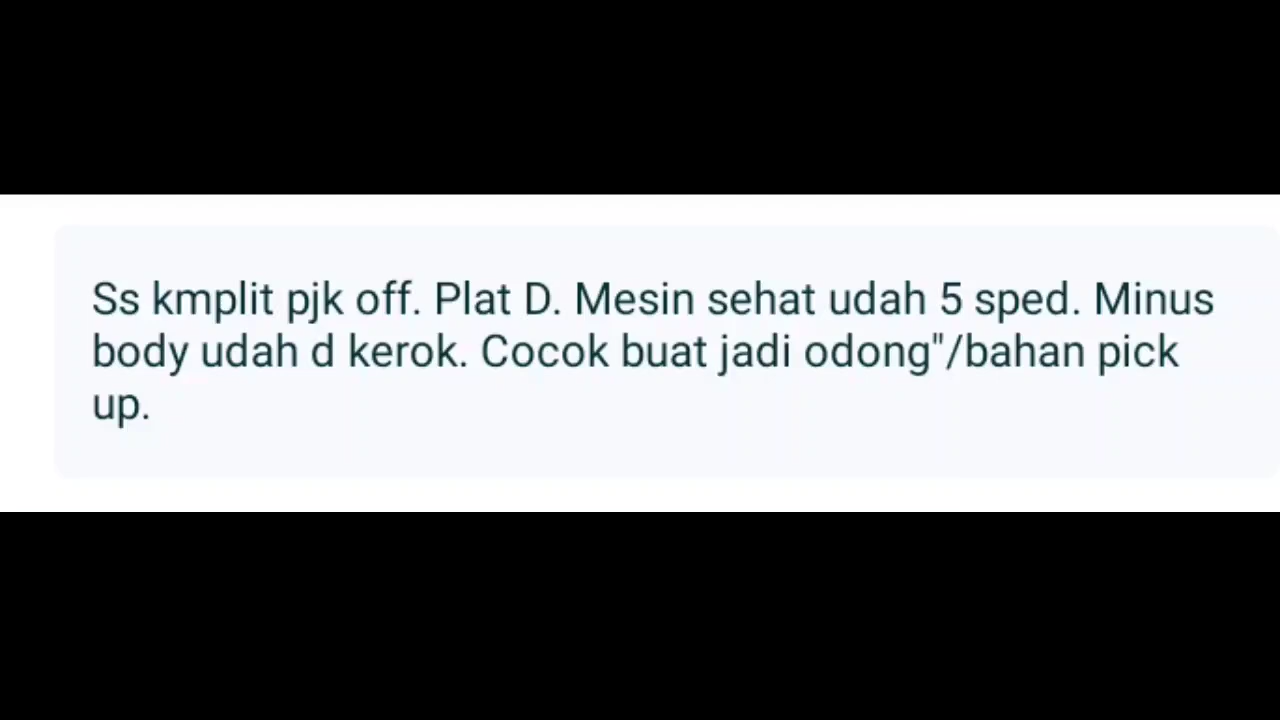 Ss kmplit pjk off. Plat D. Mesin sehat udah 5 sped. Minus
body udah d kerok. Cocok buat jadi odong"/bahan pick
up.